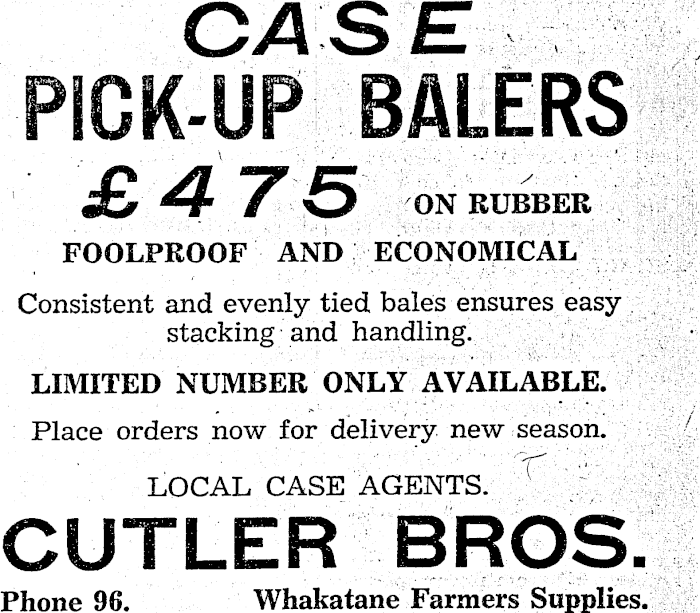 CASE
PICK-UP BALERS
£475 ON RUBBER
FOOLPROOF AND ECONOMICAL
Consistent and evenly tied bales ensures easy
stacking and handling.
LIMITED NUMBER ONLY AVAILABLE.
Place orders now for delivery new season.
LOCAL CASE AGENTS.
CUTLER BROS.
Phone 96. Whakatane Farmers Supplies.